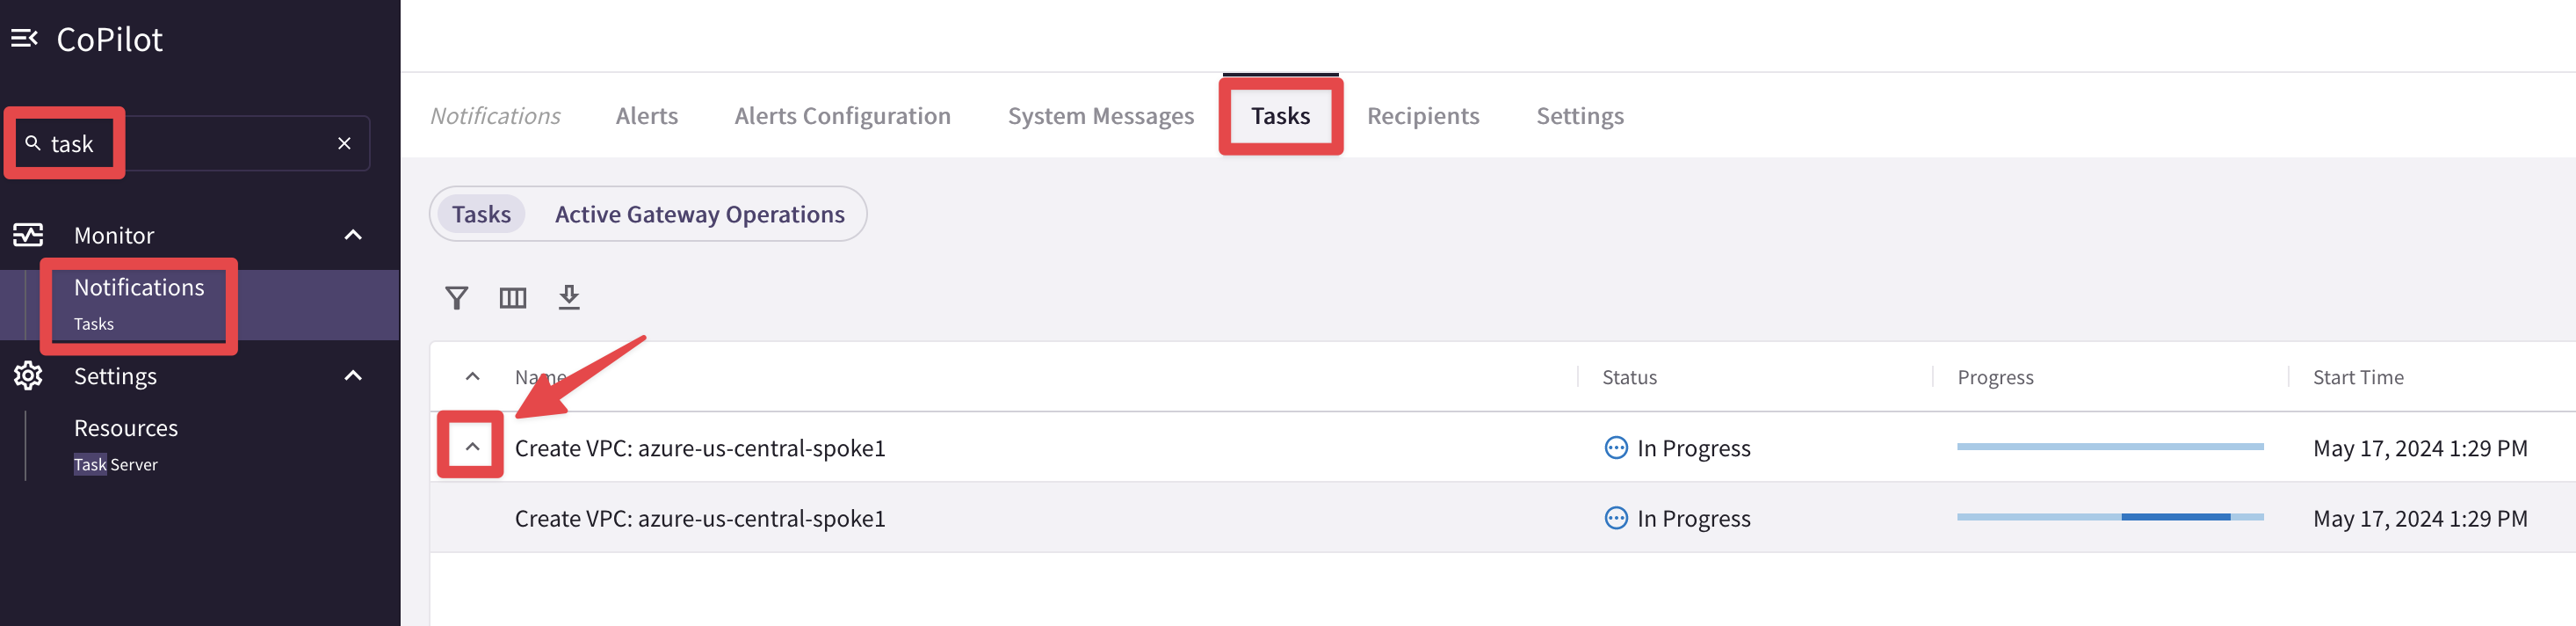 CoPilot
task
Monitor
Notifications
Tasks
Settings
Resources
Task Server
Notifications Alerts Alerts Configuration System Messages Tasks Recipients Settings
Tasks Active Gateway Operations
Name Status Progress Start Time
Create VPC: azure-us-central-spoke1 In Progress May 17, 2024 1:29 PM
Create VPC: azure-us-central-spoke1 In Progress May 17, 2024 1:29 PM